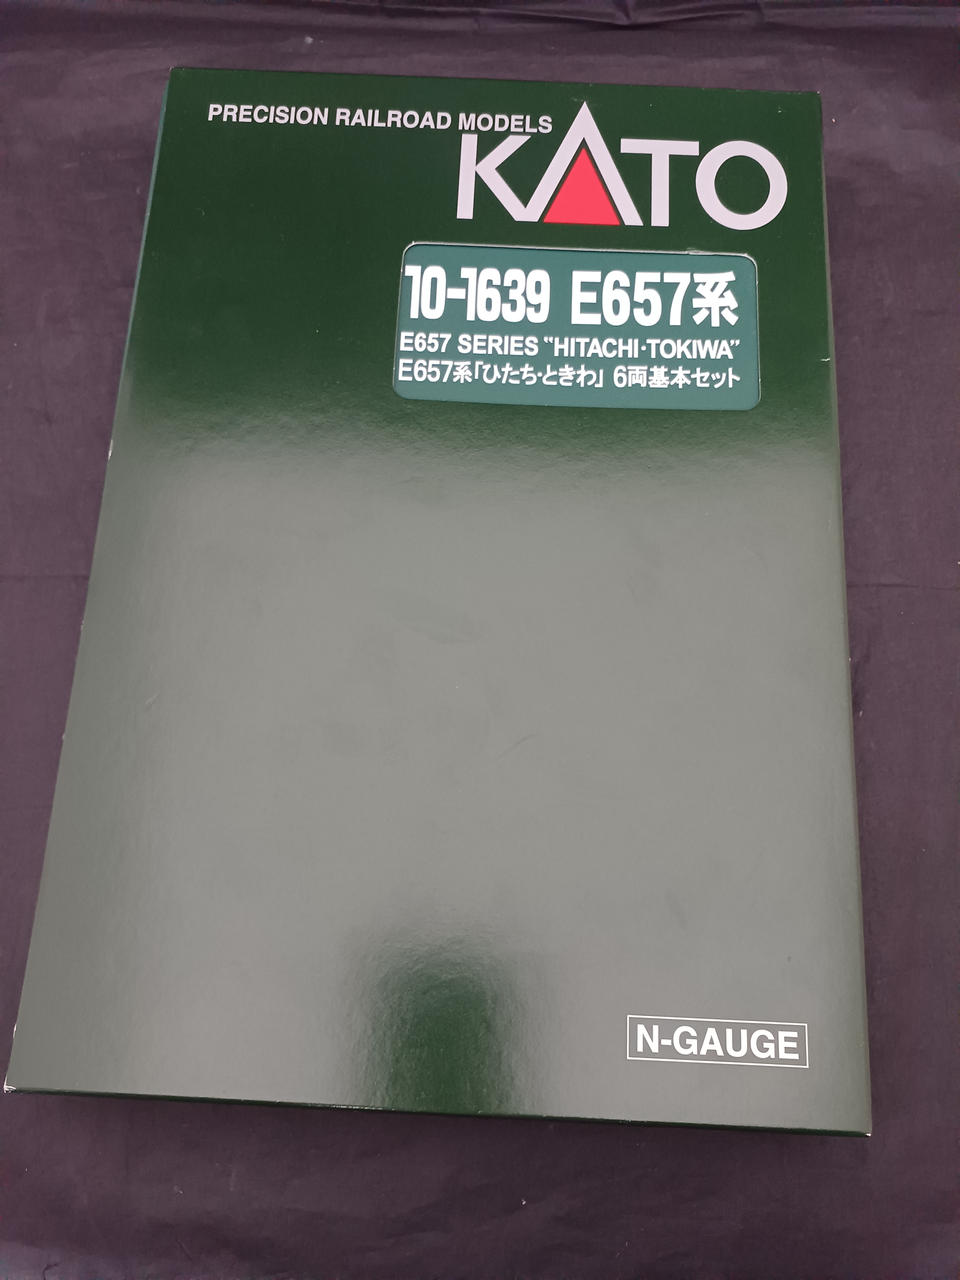 PRECISION RAILROAD MODELS
KATO
10-1639 E657系
E657 SERIES "HITACHI·TOKIWA"
E657系「ひたち·ときわ」 6両基本セット
N-GAUGE